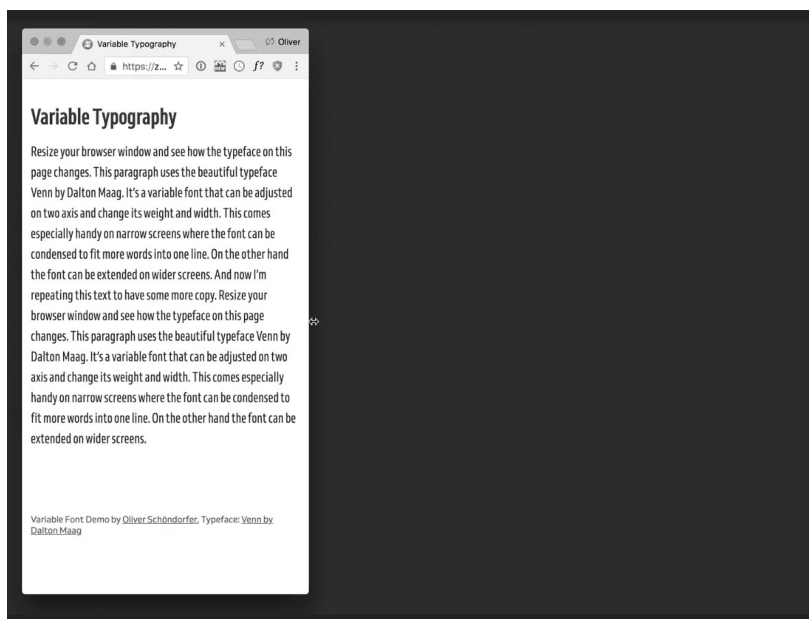 Variable Typography
Oliver
https://z...
f?
Variable Typography
Resize your browser window and see how the typeface on this
page changes. This paragraph uses the beautiful typeface
Venn by Dalton Maag. It's a variable font that can be adjusted
on two axis and change its weight and width. This comes
especially handy on narrow screens where the font can be
condensed to fit more words into one line. On the other hand
the font can be extended on wider screens. And now I'm
repeating this text to have some more copy. Resize your
browser window and see how the typeface on this page
changes. This paragraph uses the beautiful typeface Venn by
Dalton Maag. It's a variable font that can be adjusted on two
axis and change its weight and width. This comes especially
handy on narrow screens where the font can be condensed to
fit more words into one line. On the other hand the font can be
extended on wider screens.
Variable Font Demo by Oliver Schöndorfer, Typeface: Venn by
Dalton Maag